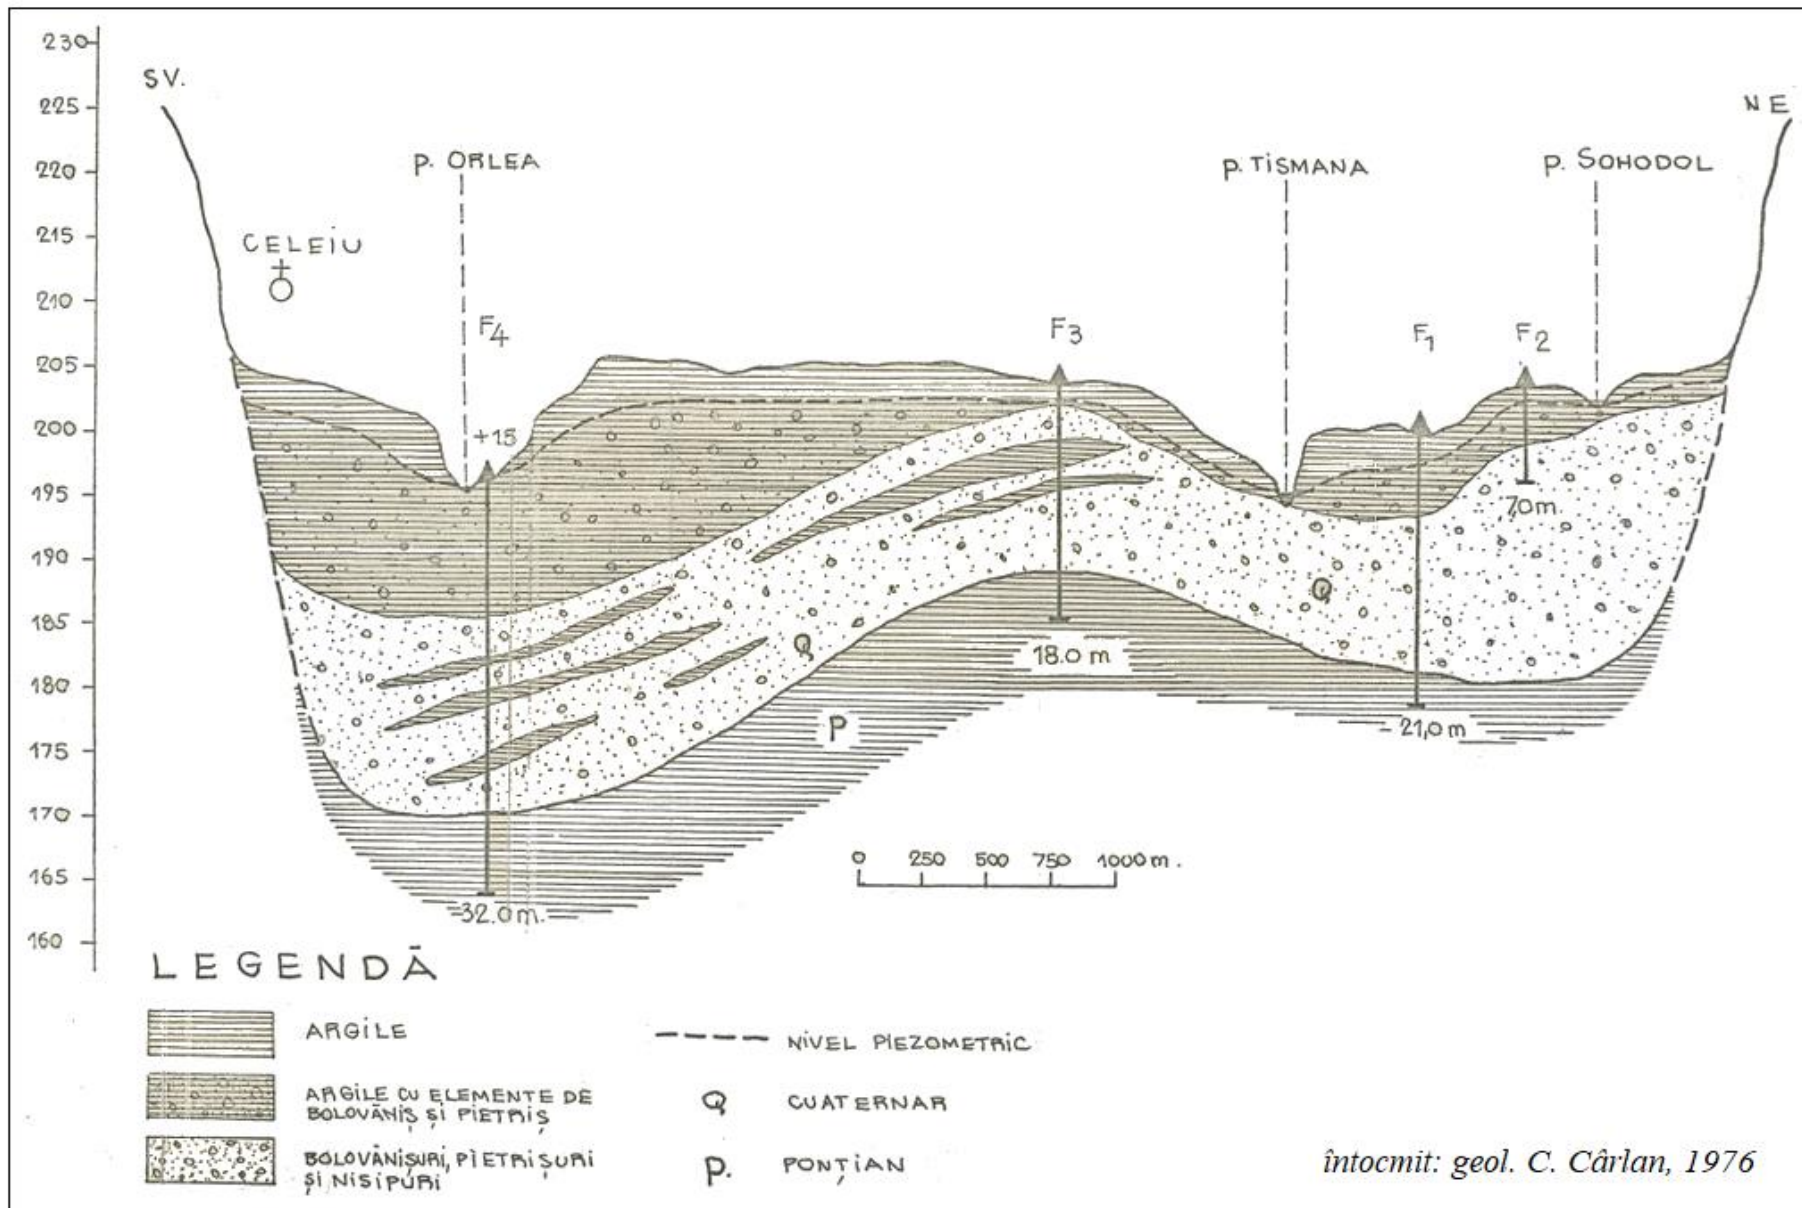 230
225
220
215
210
205
200
195
190
185
180
175
170
165
160
SV.
NE
P. ORLEA
P. TISMANA
P. SOHODOL
CELEIU
F4
F3
F1
F2
+15
7,0m
Q
Q
18.0 m
P
21,0 m
32.0 m.
0 250 500 750 1000 m.
LEGENDĂ
ARGILE
ARGILE CU ELEMENTE DE
BOLOVĂNIȘ ȘI PIETRIȘ
BOLOVĂNIȘURI, PIETRIȘURI
ȘI NISIPURI
NIVEL PIEZOMETRIC
Q CUATERNAR
P. PONȚIAN
întocmit: geol. C. Cârlan, 1976